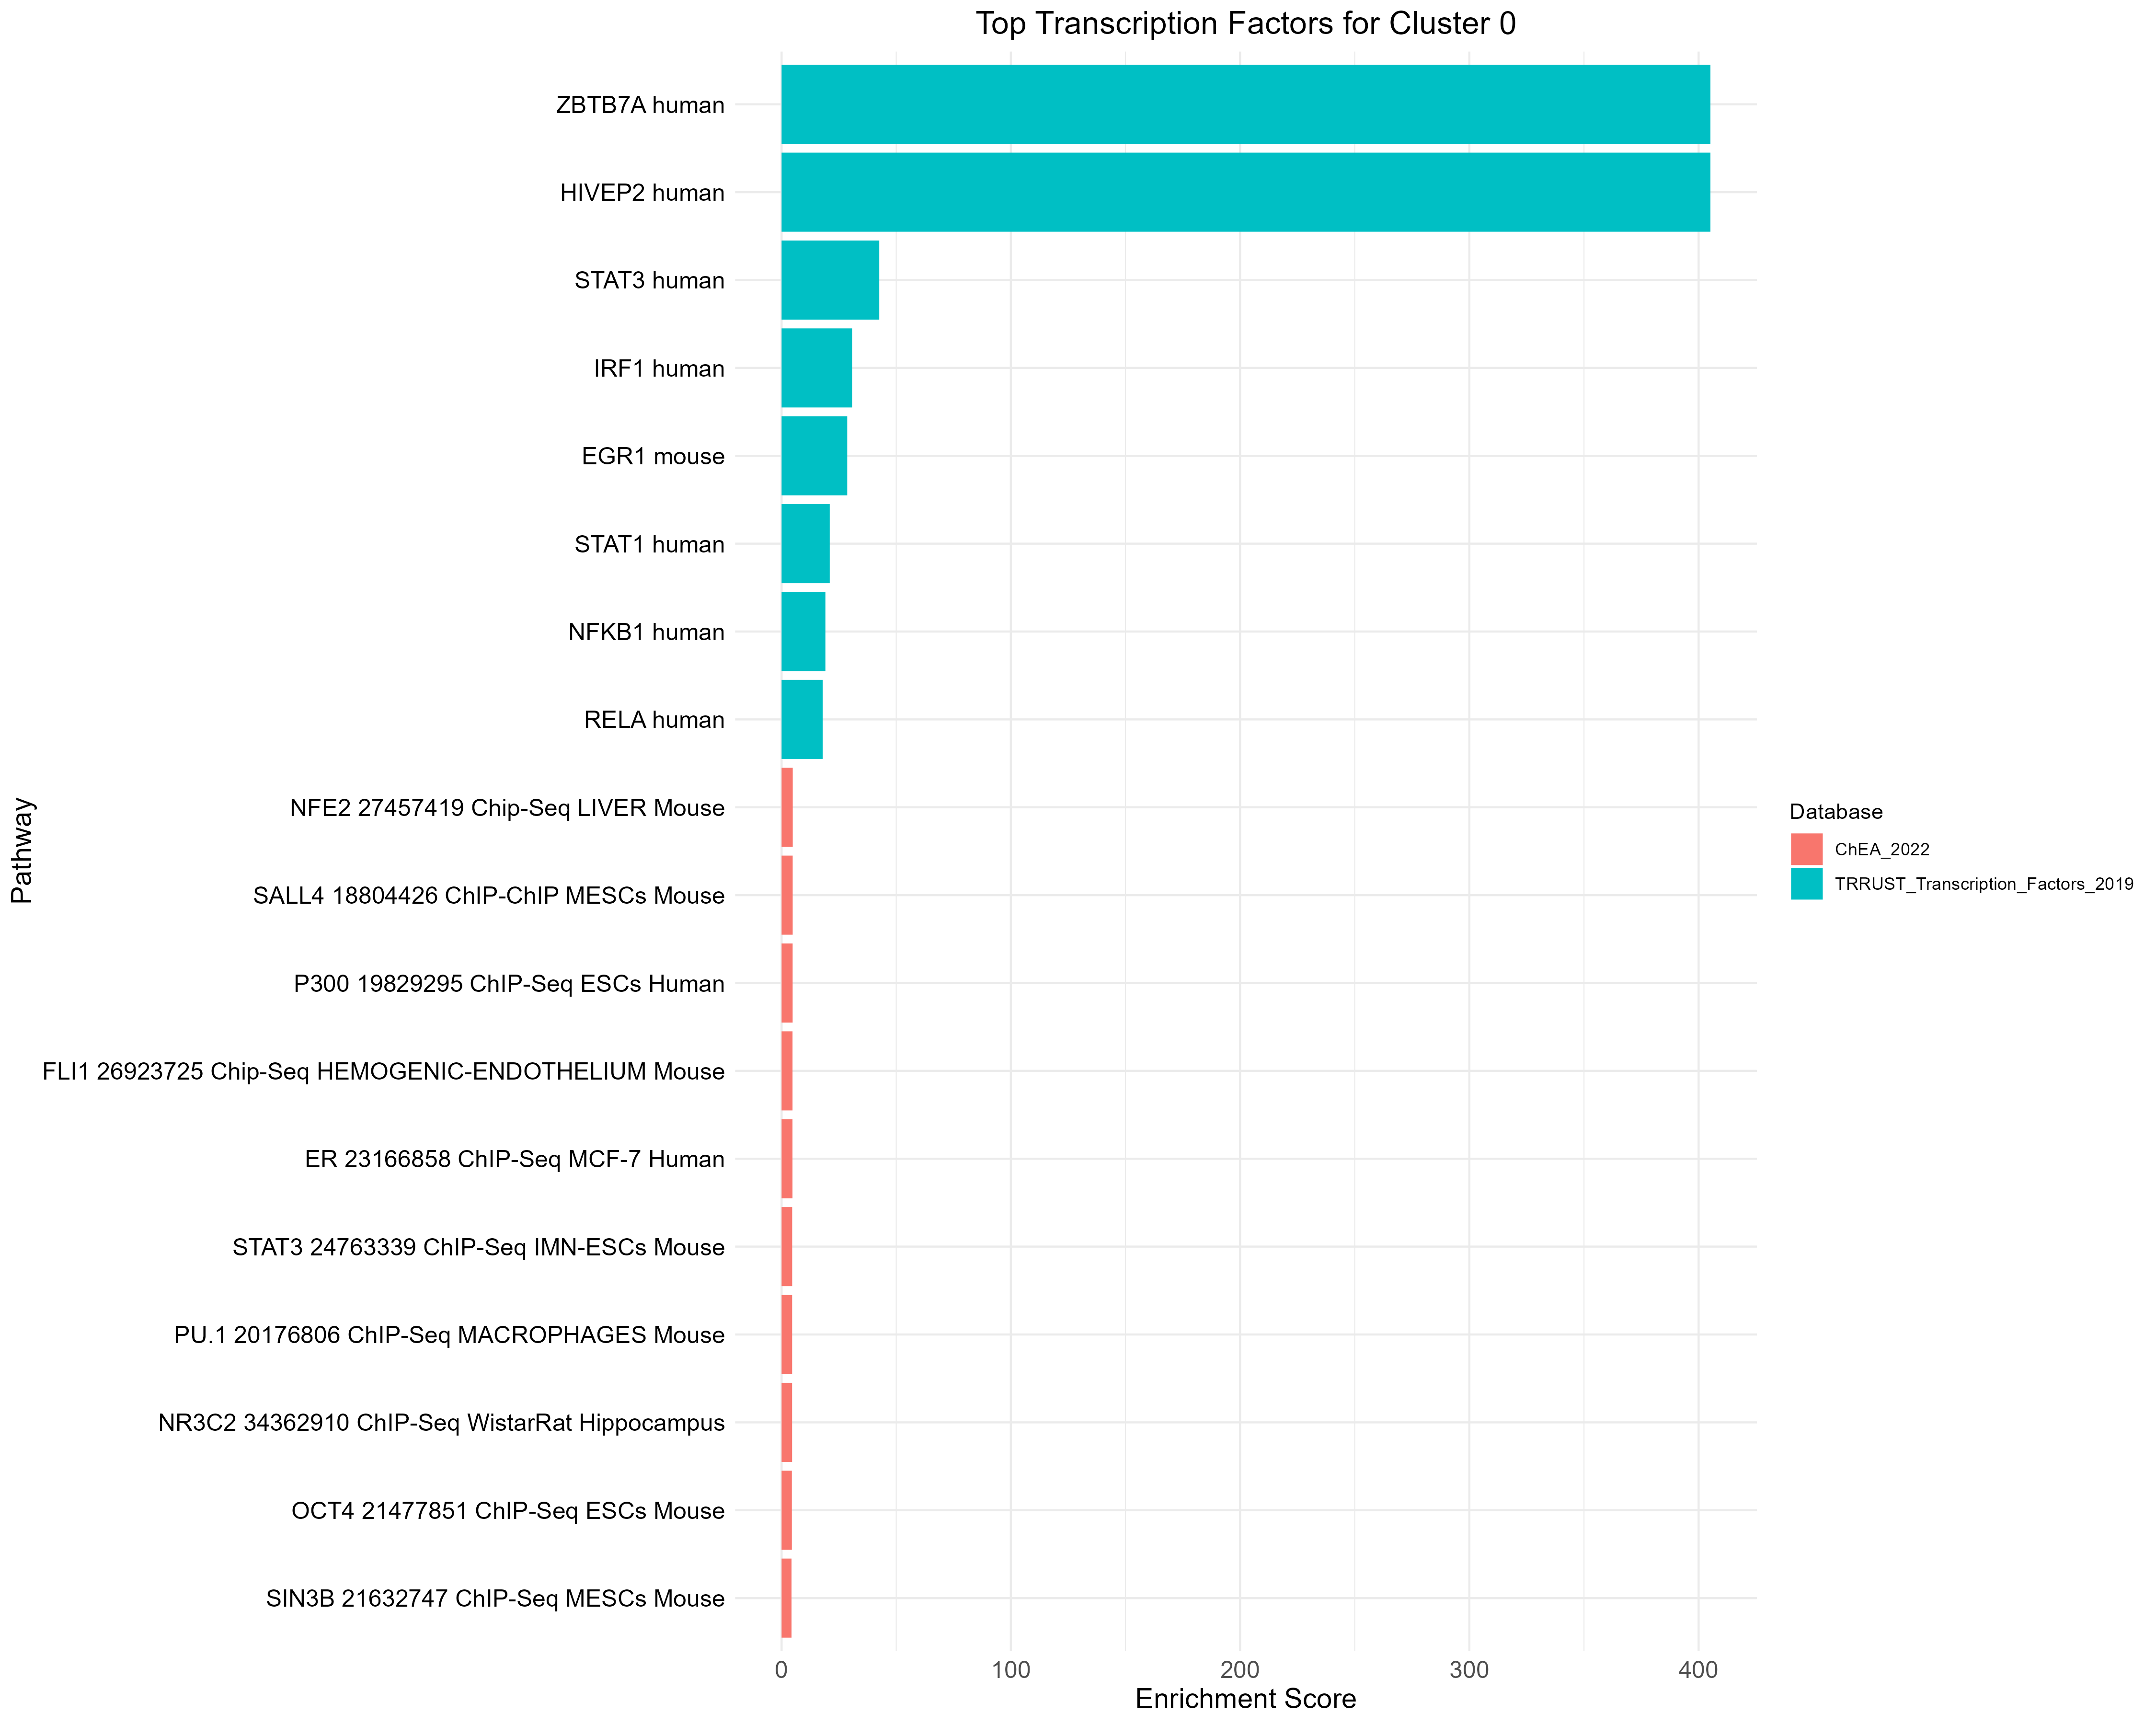 Top Transcription Factors for Cluster 0
ZBTB7A human
HIVEP2 human
STAT3 human
IRF1 human
EGR1 mouse
STAT1 human
NFKB1 human
RELA human
NFE2 27457419 Chip-Seq LIVER Mouse
SALL4 18804426 ChIP-ChIP MESCs Mouse
P300 19829295 ChIP-Seq ESCs Human
FLI1 26923725 Chip-Seq HEMOGENIC-ENDOTHELIUM Mouse
ER 23166858 ChIP-Seq MCF-7 Human
STAT3 24763339 ChIP-Seq IMN-ESCs Mouse
PU.1 20176806 ChIP-Seq MACROPHAGES Mouse
NR3C2 34362910 ChIP-Seq WistarRat Hippocampus
OCT4 21477851 ChIP-Seq ESCs Mouse
SIN3B 21632747 ChIP-Seq MESCs Mouse
Pathway
0 100 200 300 400
Enrichment Score
Database
ChEA_2022
TRRUST_Transcription_Factors_2019